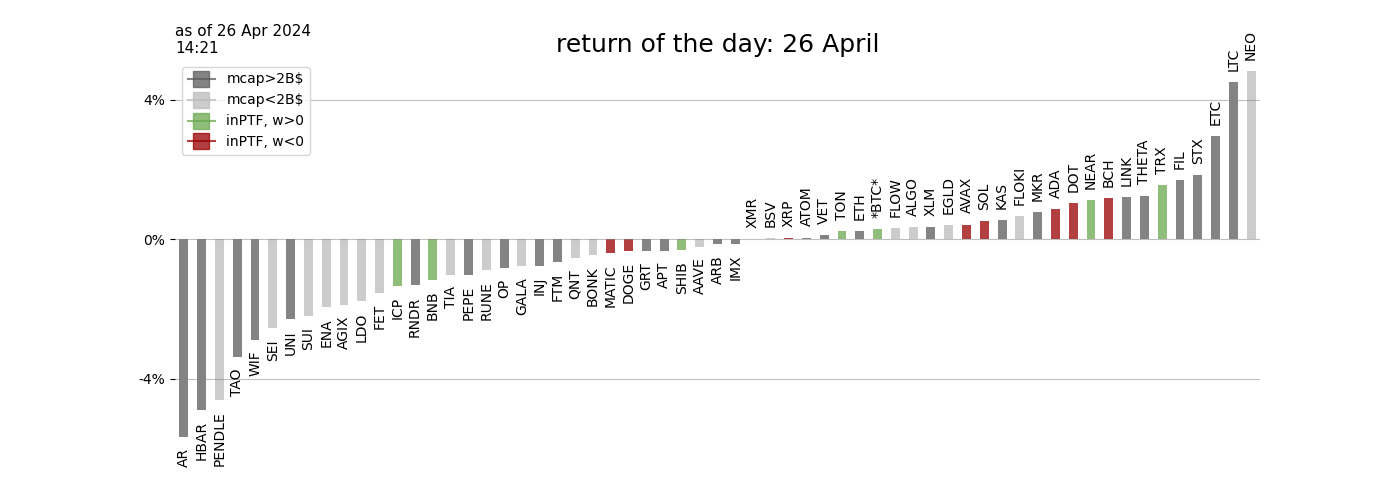 as of 26 Apr 2024
14:21
return of the day: 26 April
mcap>2B$
mcap<2B$
inPTF, w>0
inPTF, w<0
4%
0%
-4%
AR
HBAR
PENDLE
TAO
WIF
SEI
UNI
SUI
ENA
AGIX
LDO
FET
ICP
RNDR
BNB
TIA
PEPE
RUNE
OP
GALA
INJ
FTM
QNT
BONK
MATIC
DOGE
GRT
APT
SHIB
AAVE
ARB
IMX
XMR
BSV
XRP
ATOM
VET
TON
ETH
*BTC*
FLOW
ALGO
XLM
EGLD
AVAX
SOL
KAS
FLOKI
MKR
ADA
DOT
NEAR
BCH
LINK
THETA
TRX
FIL
STX
ETC
LTC
NEO